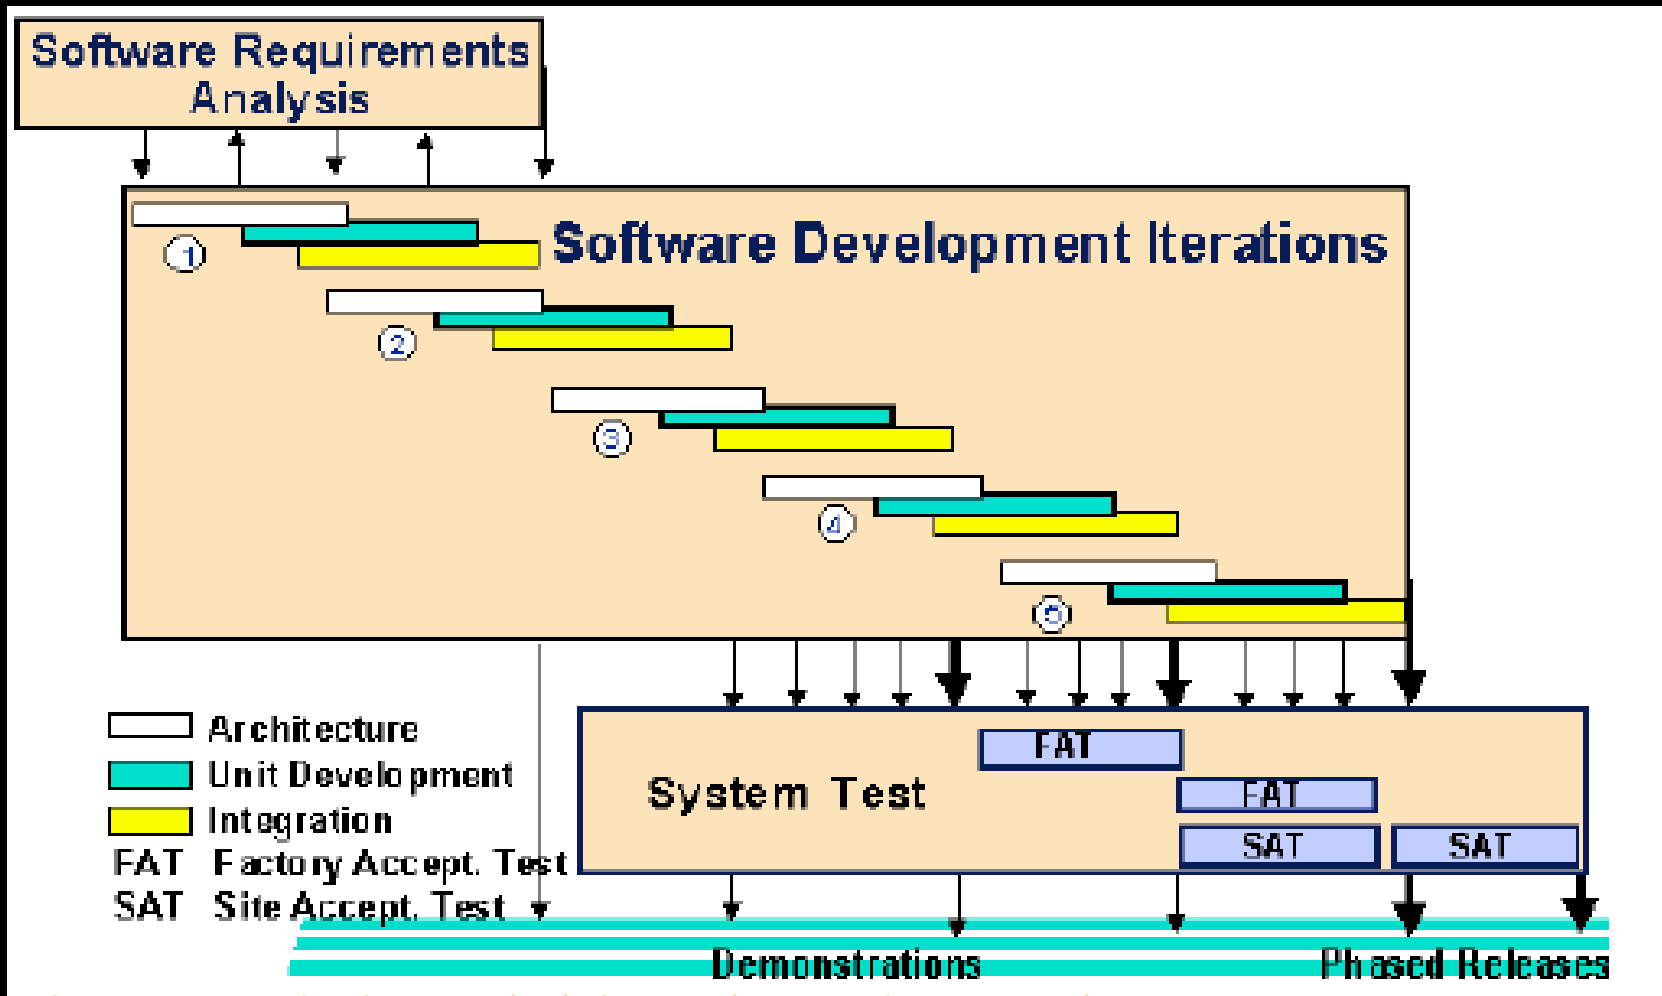 Software Requirements
Analysis
Software Development Iterations
1
2
3
4
5
Architecture
Unit Development
Integration
FAT Factory Accept. Test
SAT Site Accept. Test
System Test
FAT
FAT
SAT
SAT
Demonstrations
Phased Releases